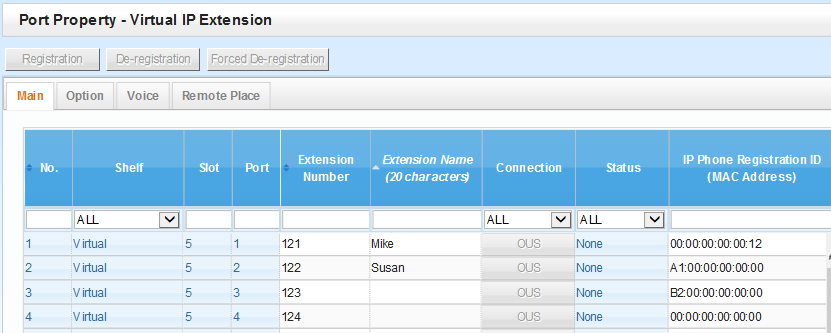 Port Property - Virtual IP Extension
Registration De-registration Forced De-registration
Main Option Voice Remote Place
No. Shelf Slot Port Extension Number Extension Name (20 characters) Connection Status IP Phone Registration ID (MAC Address)
ALL ALL ALL
1 Virtual 5 1 121 Mike OUS None 00:00:00:00:00:12
2 Virtual 5 2 122 Susan OUS None A1:00:00:00:00:00
3 Virtual 5 3 123 OUS None B2:00:00:00:00:00
4 Virtual 5 4 124 OUS None 00:00:00:00:00:00